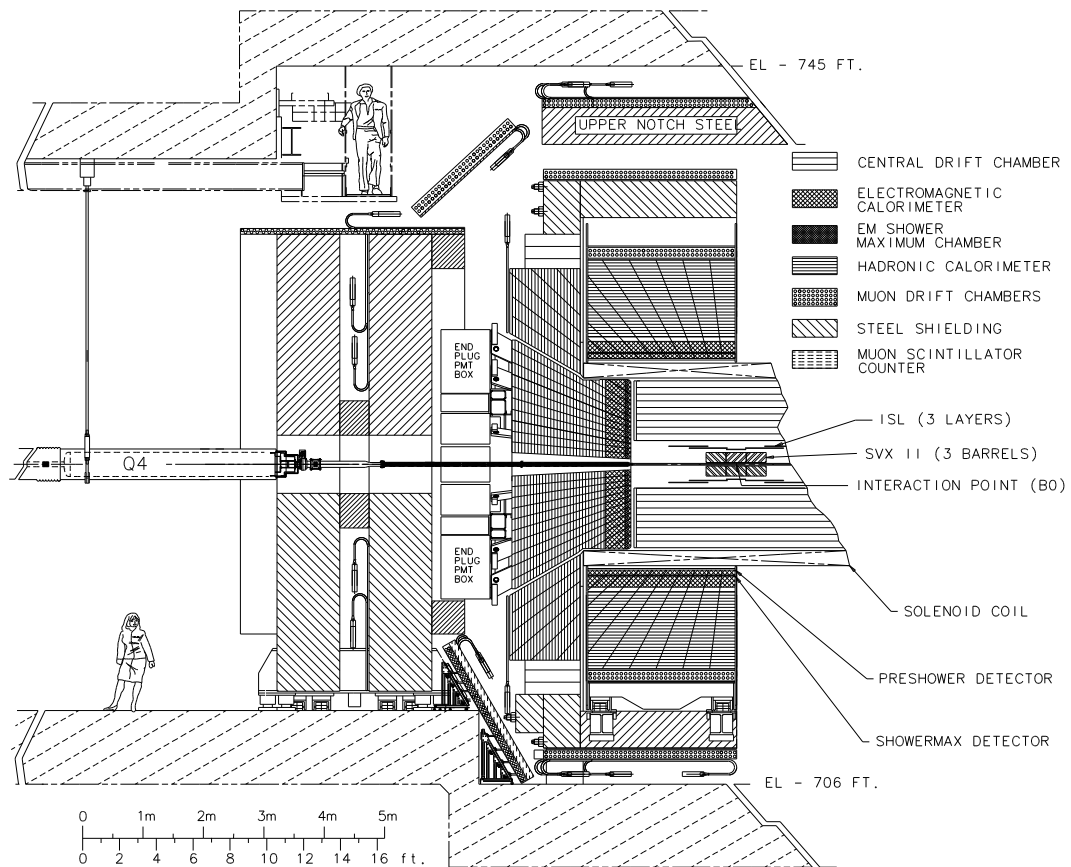 EL - 745 FT.
UPPER NOTCH STEEL
CENTRAL DRIFT CHAMBER
ELECTROMAGNETIC
CALORIMETER
EM SHOWER
MAXIMUM CHAMBER
HADRONIC CALORIMETER
MUON DRIFT CHAMBERS
STEEL SHIELDING
MUON SCINTILLATOR
COUNTER
END
PLUG
PMT
BOX
ISL (3 LAYERS)
SVX II (3 BARRELS)
Q4
INTERACTION POINT (B0)
END
PLUG
PMT
BOX
SOLENOID COIL
PRESHOWER DETECTOR
SHOWERMAX DETECTOR
EL - 706 FT.
0 1m 2m 3m 4m 5m
0 2 4 6 8 10 12 14 16 ft.